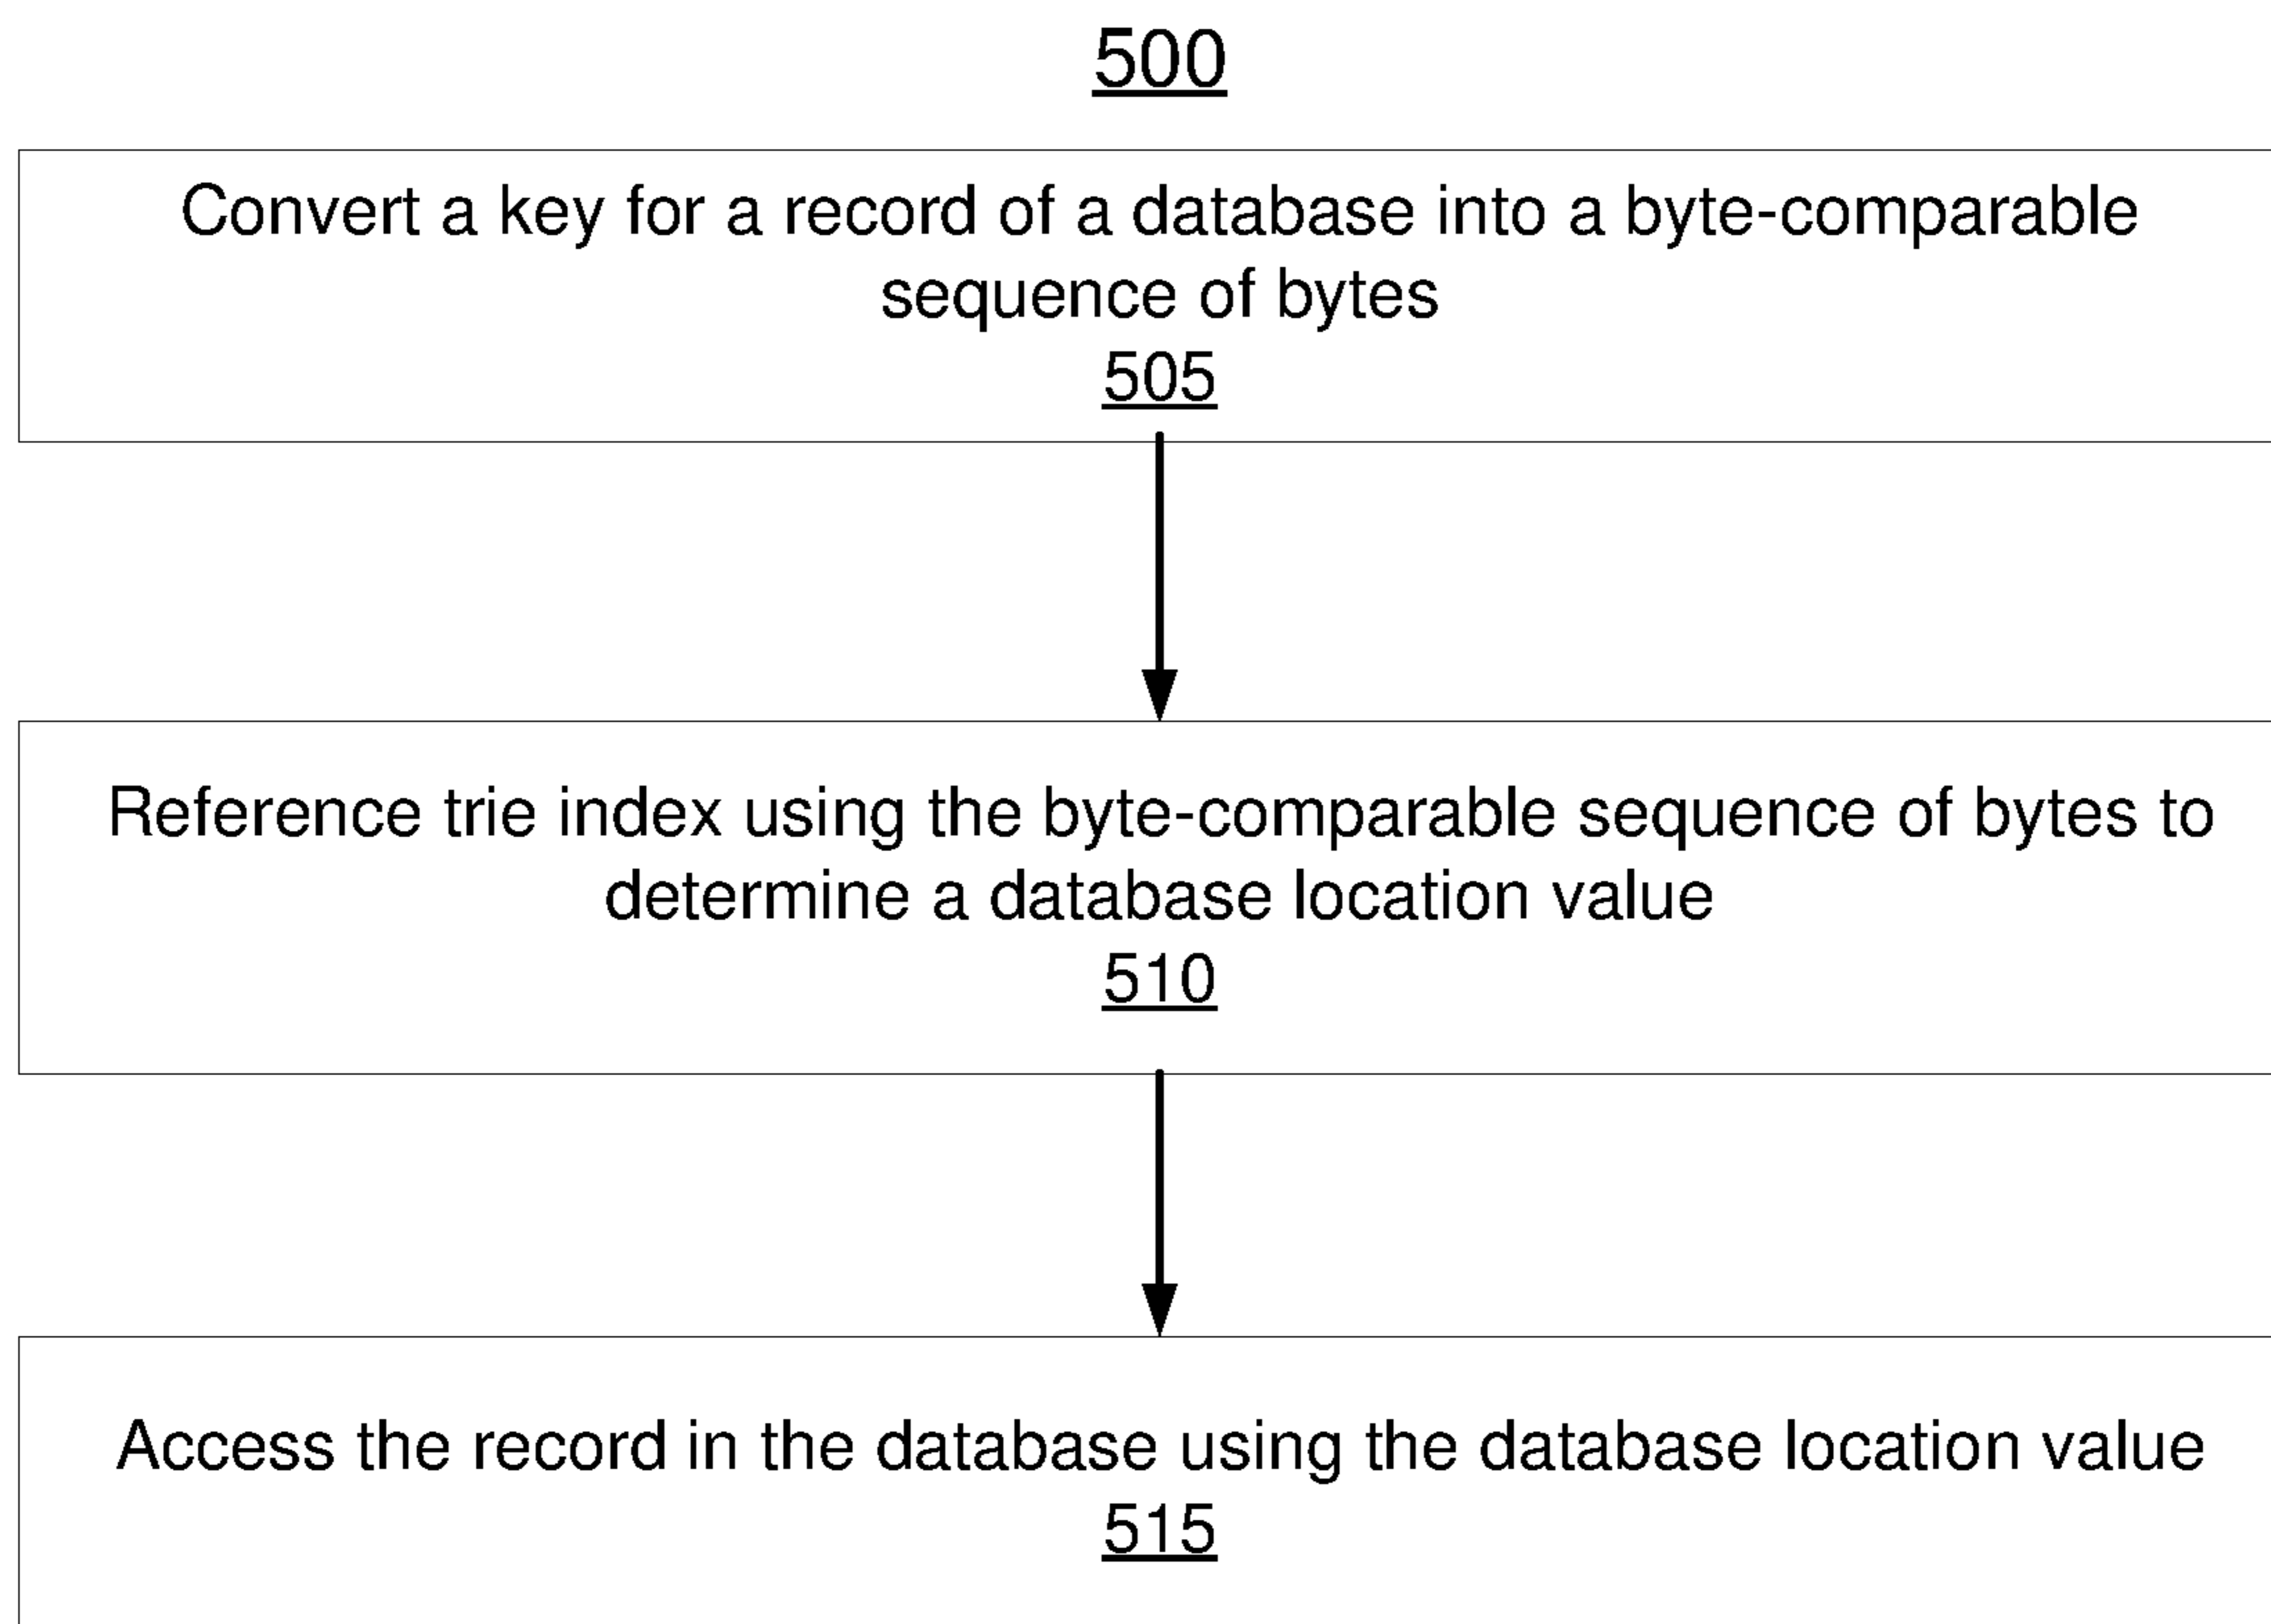 500
Convert a key for a record of a database into a byte-comparable
sequence of bytes
505
Reference trie index using the byte-comparable sequence of bytes to
determine a database location value
510
Access the record in the database using the database location value
515